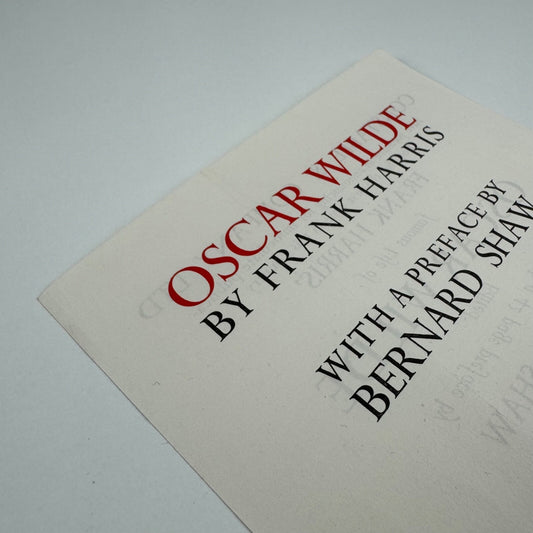 OSCAR WILDE
BY FRANK HARRIS
WITH A PREFACE BY
BERNARD SHAW